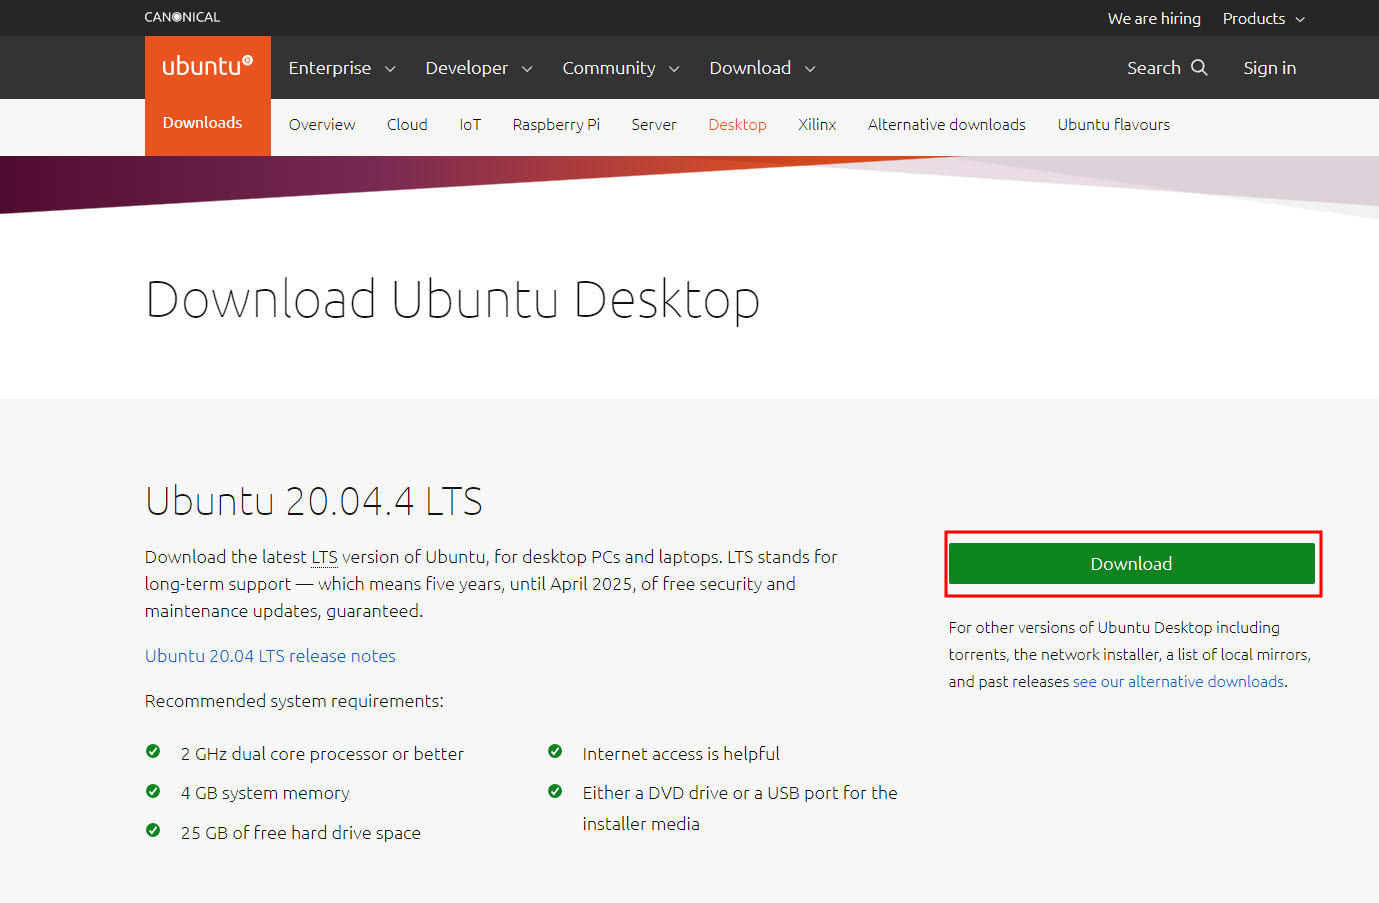 CANONICAL
We are hiring Products
ubuntu Enterprise Developer Community Download Search Sign in
Downloads Overview Cloud IoT Raspberry Pi Server Desktop Xilinx Alternative downloads Ubuntu flavours
Download Ubuntu Desktop
Ubuntu 20.04.4 LTS
Download the latest LTS version of Ubuntu, for desktop PCs and laptops. LTS stands for
long-term support — which means five years, until April 2025, of free security and
maintenance updates, guaranteed.
Ubuntu 20.04 LTS release notes
Recommended system requirements:
2 GHz dual core processor or better
4 GB system memory
25 GB of free hard drive space
Internet access is helpful
Either a DVD drive or a USB port for the
installer media
Download
For other versions of Ubuntu Desktop including
torrents, the network installer, a list of local mirrors,
and past releases see our alternative downloads.